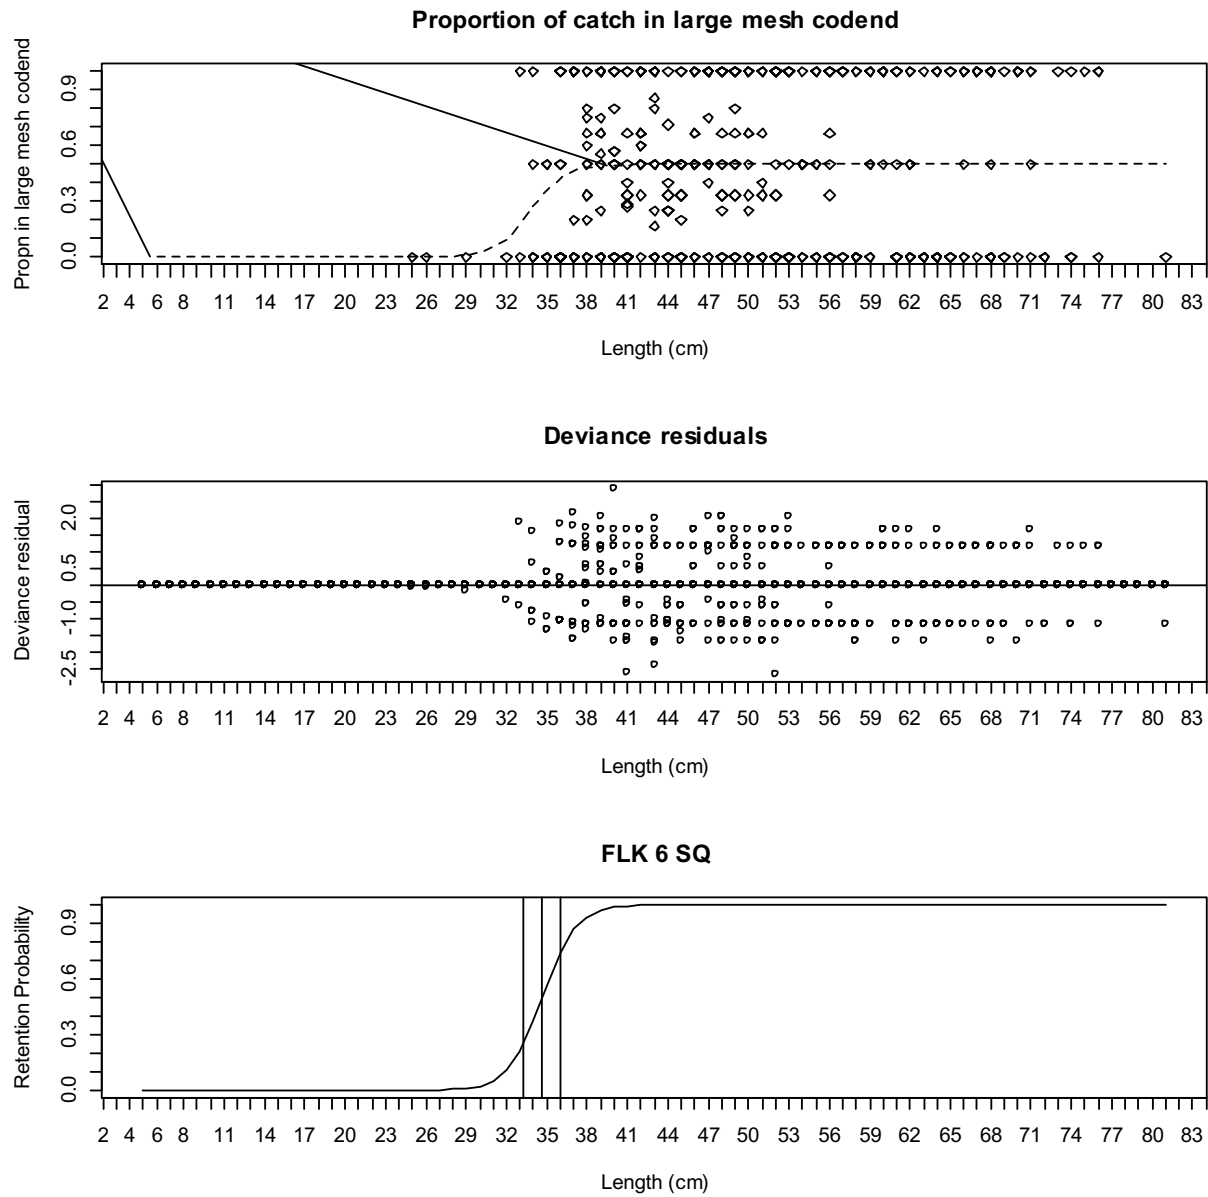 Proportion of catch in large mesh codend
Propn in large mesh codend
0.9
0.6
0.3
0.0
2 4 6 8 11 14 17 20 23 26 29 32 35 38 41 44 47 50 53 56 59 62 65 68 71 74 77 80 83
Length (cm)
Deviance residuals
Deviance residual
2.0
0.5
-1.0
-2.5
2 4 6 8 11 14 17 20 23 26 29 32 35 38 41 44 47 50 53 56 59 62 65 68 71 74 77 80 83
Length (cm)
FLK 6 SQ
Retention Probability
0.9
0.6
0.3
0.0
2 4 6 8 11 14 17 20 23 26 29 32 35 38 41 44 47 50 53 56 59 62 65 68 71 74 77 80 83
Length (cm)